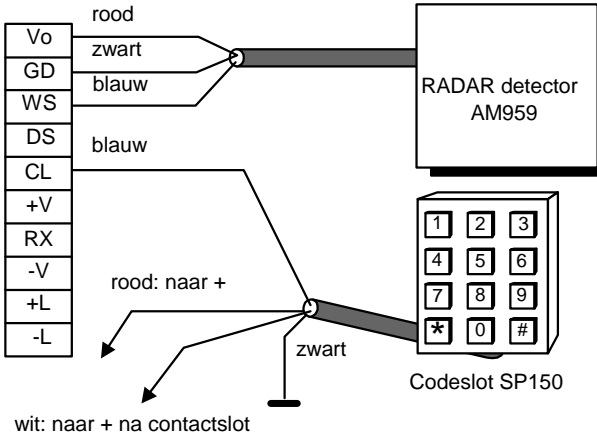 rood
Vo
zwart
GD
blauw
WS
DS
blauw
CL
+V
RX
-V
+L
-L
RADAR detector
AM959
1 2 3
4 5 6
7 8 9
* 0 #
rood: naar +
zwart
Codeslot SP150
wit: naar + na contactslot